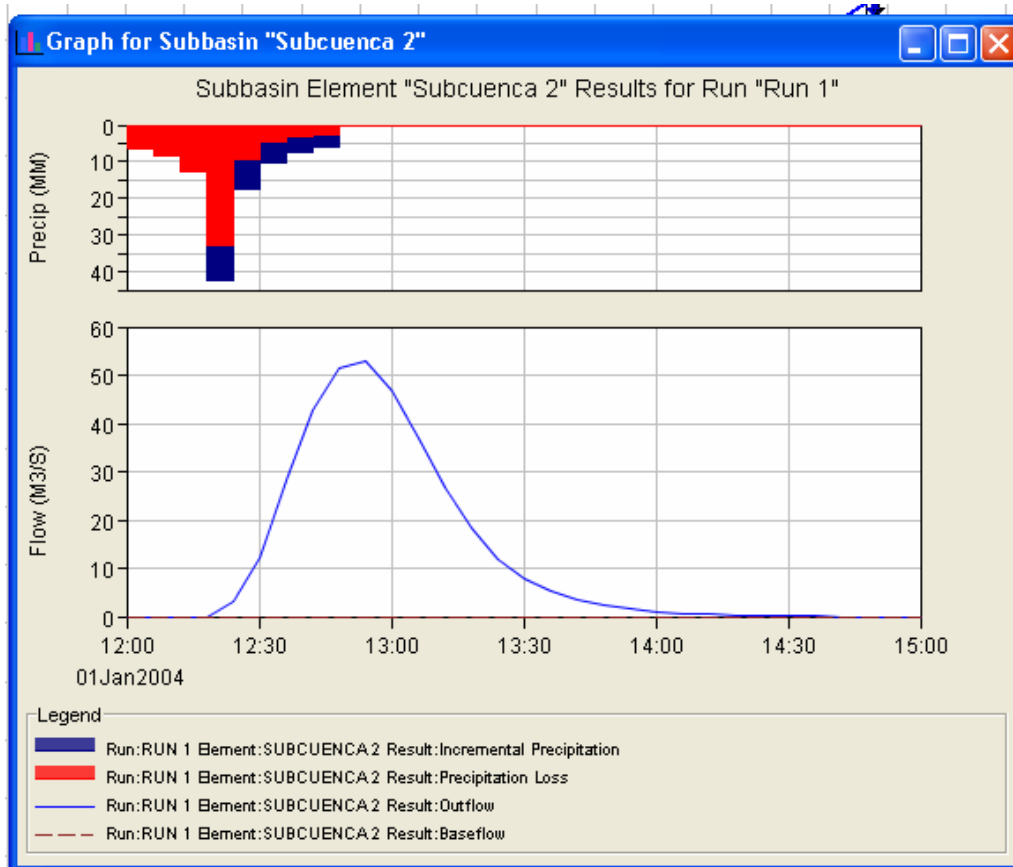 Graph for Subbasin "Subcuenca 2"
Subbasin Element "Subcuenca 2" Results for Run "Run 1"
Precip (MM)
0
10
20
30
40
Flow (M3/S)
60
50
40
30
20
10
0
12:00 12:30 13:00 13:30 14:00 14:30 15:00
01Jan2004
Legend
Run:RUN 1 Element:SUBCUENCA 2 Result:Incremental Precipitation
Run:RUN 1 Element:SUBCUENCA 2 Result:Precipitation Loss
Run:RUN 1 Element:SUBCUENCA 2 Result:Outflow
Run:RUN 1 Element:SUBCUENCA 2 Result:Baseflow